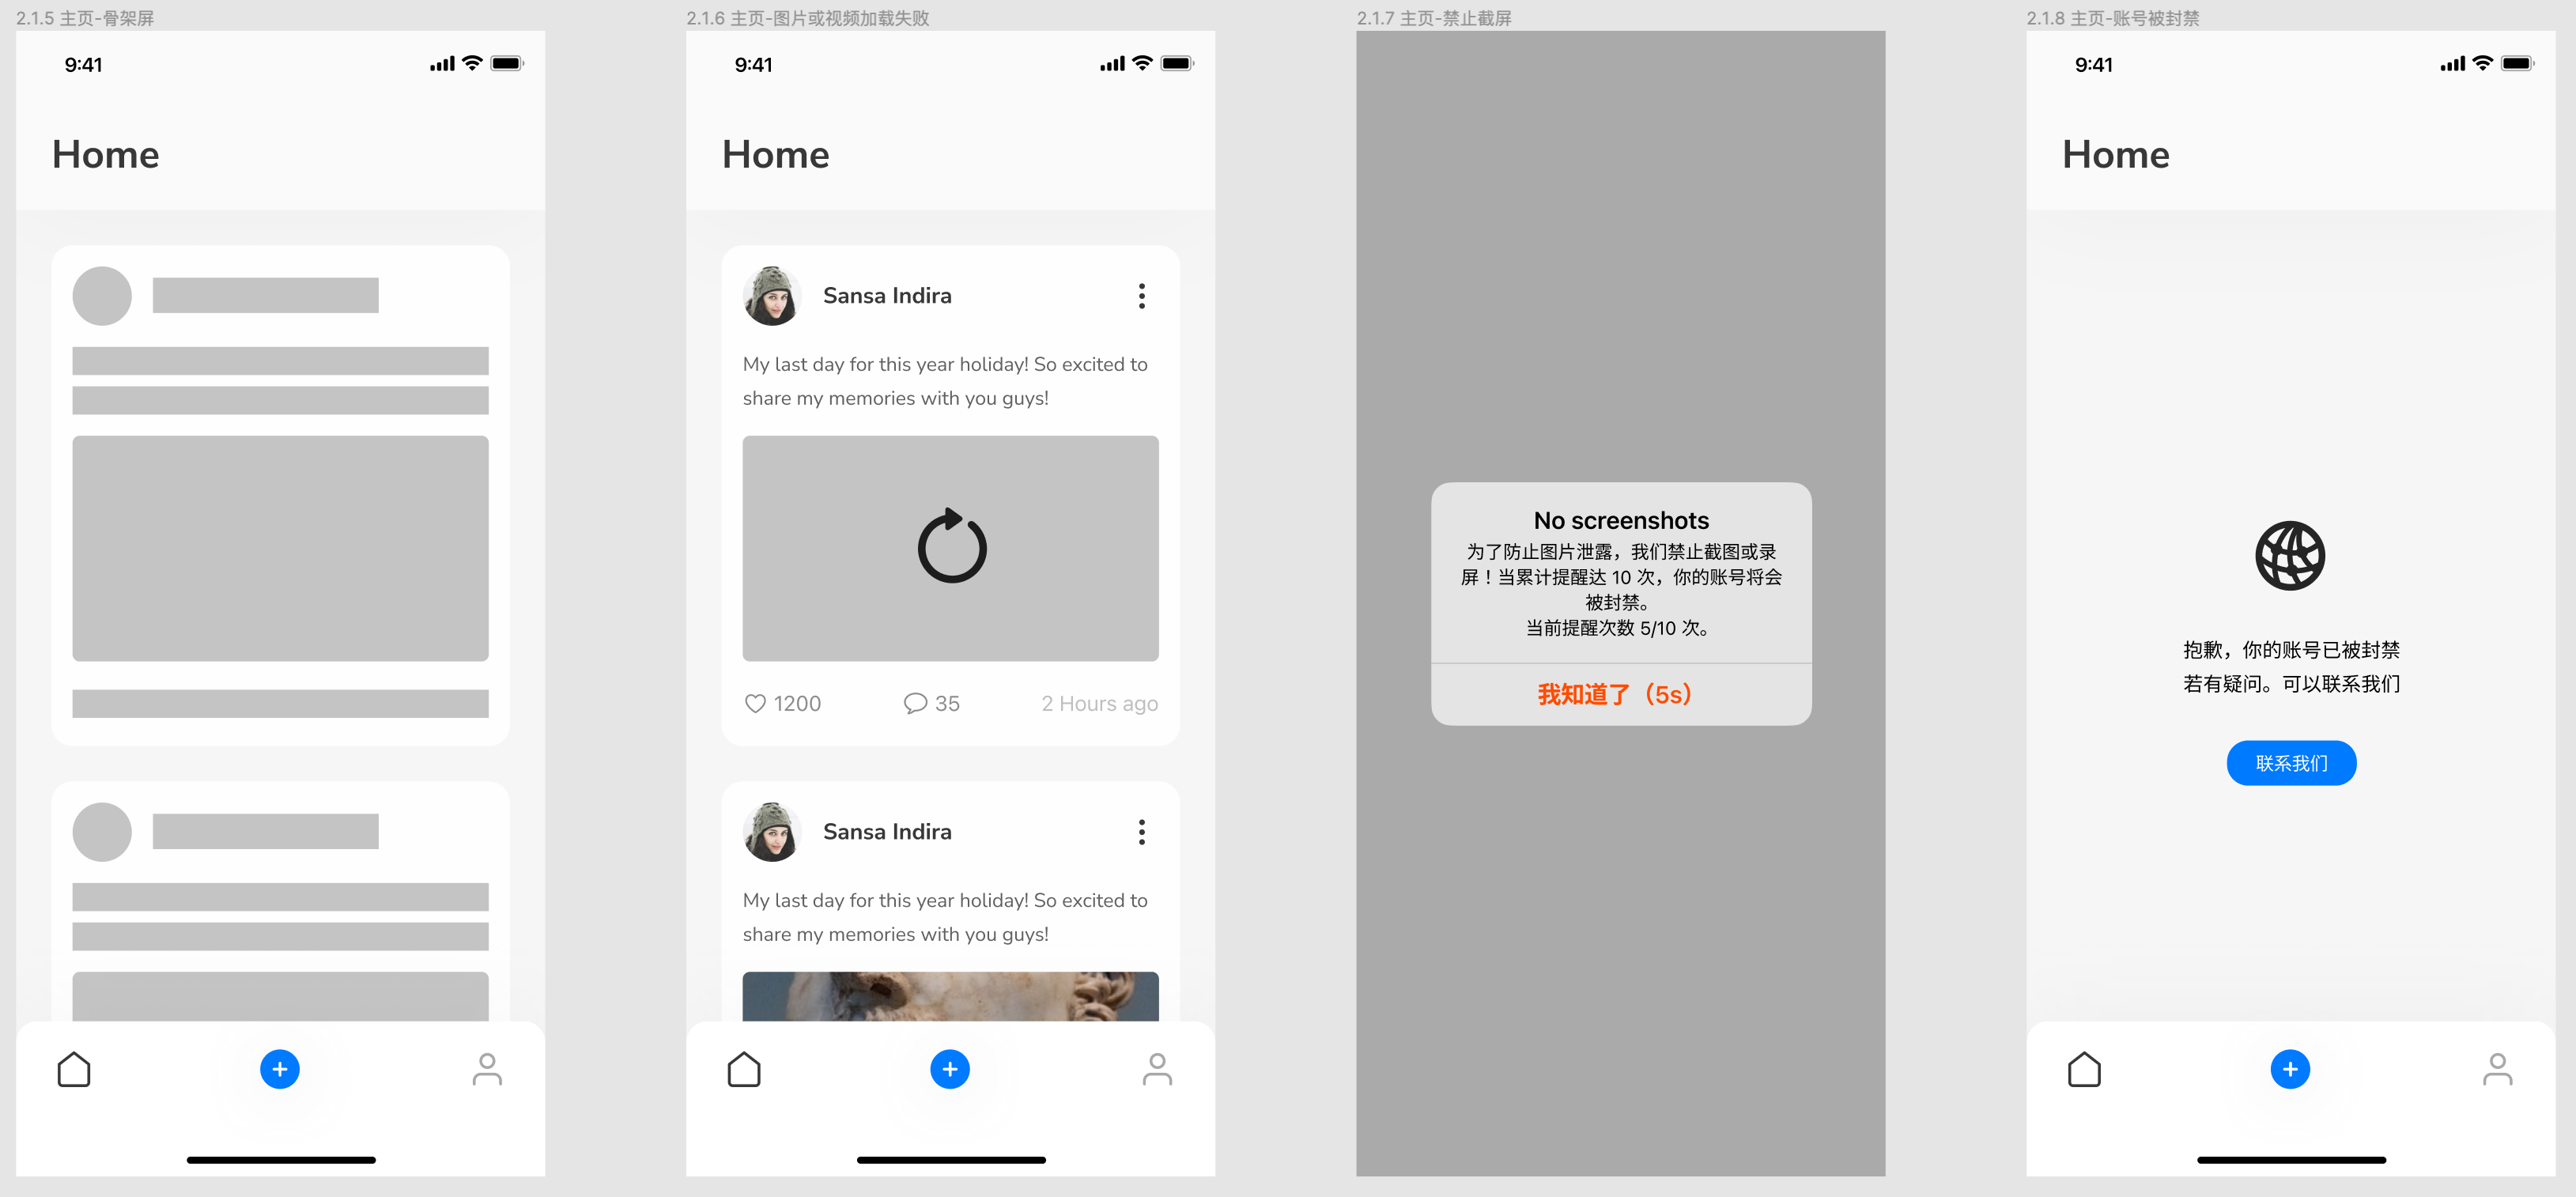 2.1.5 主页-骨架屏
9:41
Home
2.1.6 主页-图片或视频加载失败
9:41
Home
Sansa Indira
My last day for this year holiday! So excited to
share my memories with you guys!
1200
35
2 Hours ago
Sansa Indira
My last day for this year holiday! So excited to
share my memories with you guys!
2.1.7 主页-禁止截屏
No screenshots
为了防止图片泄露，我们禁止截图或录
屏！当累计提醒达 10 次，你的账号将会
被封禁。
当前提醒次数 5/10 次。
我知道了（5s）
2.1.8 主页-账号被封禁
9:41
Home
抱歉，你的账号已被封禁
若有疑问。可以联系我们
联系我们